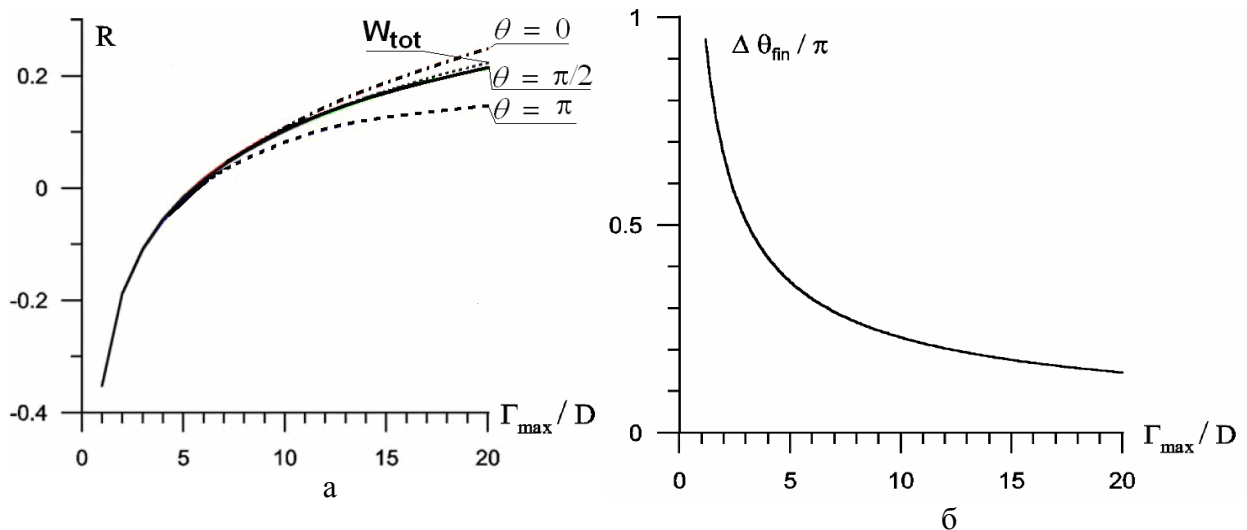 R
W_tot
θ = 0
θ = π/2
θ = π
0.2
0
-0.2
-0.4
0 5 10 15 20
Γ_max / D
а
1
Δ θ_fin / π
0.5
0
0 5 10 15 20
Γ_max / D
б